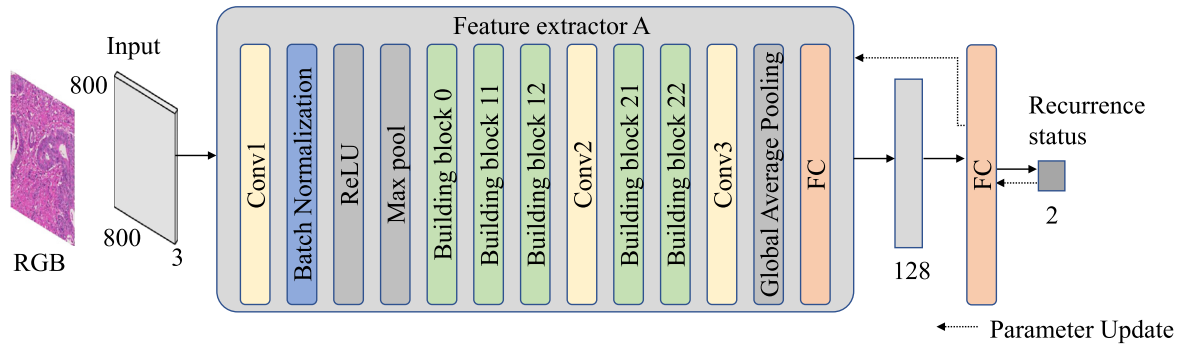 Feature extractor A
Input
800
800
3
RGB
Conv1
Batch Normalization
ReLU
Max pool
Building block 0
Building block 11
Building block 12
Conv2
Building block 21
Building block 22
Conv3
Global Average Pooling
FC
128
FC
Recurrence
status
2
Parameter Update